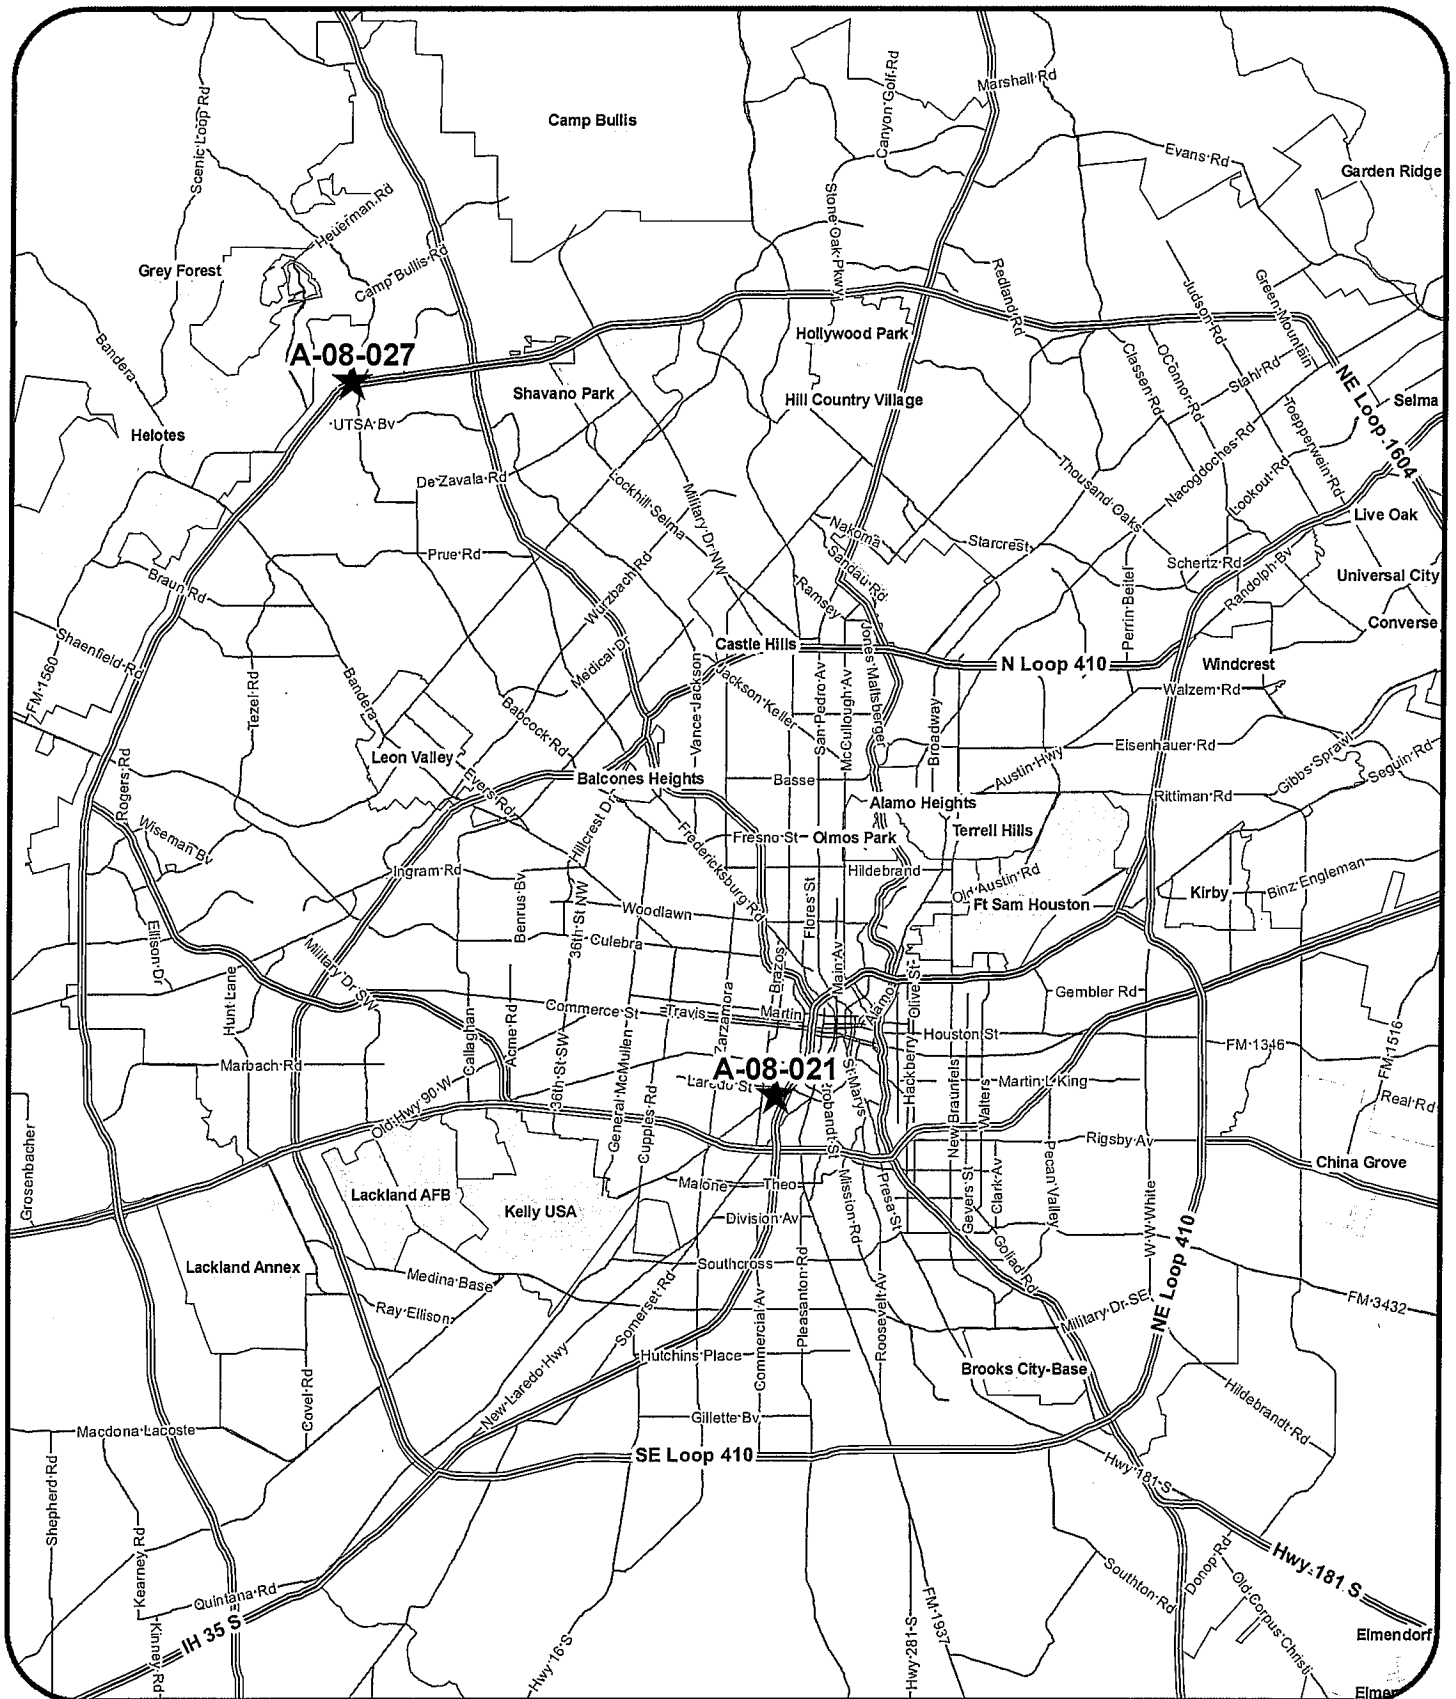 Marshall Rd
Canyon Golf Rd
Scenic Loop Rd
Camp Bullis
Evans Rd
Garden Ridge
Heuerman Rd
Stone Oak Pkwy
Grey Forest
Camp Bullis Rd
Redland Rd
Judson Rd
Green Mountain
Bandera
Hollywood Park
A-08-027
Classen Rd
OConnor Rd
Stahl Rd
NE Loop 1604
Shavano Park
Hill Country Village
Selma
Toepperwein Rd
UTSA Bv
Helotes
Nacogdoches Rd
De Zavala Rd
Lockhill Selma
Military Dr NW
Thousand Oaks
Lookout Rd
Live Oak
Nakoma
Starcrest
Prue Rd
Sandau Rd
Schertz Rd
Randolph Bv
Universal City
Braun Rd
Wurzbach Rd
Ramsey
Perrin Beitel
Converse
Shaenfield Rd
Castle Hills
Jones Maltsberger
N Loop 410
Windcrest
FM 1560
Medical Dr
Walzem Rd
Tezel Rd
Bandera
Babcock Rd
Vance Jackson
Jackson Keller
San Pedro Av
McCullough Av
Broadway
Austin Hwy
Eisenhauer Rd
Gibbs Sprawl
Seguin Rd
Leon Valley
Evers Rd
Balcones Heights
Basse
Rogers Rd
Alamo Heights
Rittiman Rd
Wiseman Bv
Hillcrest D
Fredericksburg Rd
Fresno St
Olmos Park
Terrell Hills
Ingram Rd
Hildebrand
Old Austin Rd
Kirby
Binz Engleman
Benrus Bv
36th St NW
Woodlawn
Flores St
Ft Sam Houston
Ellison Dr
Culebra
Military Dr SW
Brazos
Main Av
Olive St
Hunt Lane
Zarzamora
Alamo
Gembler Rd
Commerce St
Travis
Martin
Houston St
FM 1346
FM 1516
Callaghan
Acme Rd
36th St SW
General McMullen
Cupples Rd
Marbach Rd
A-08-021
Laredo St
St Marys
Hackberry
New Braunfels
Walters
Martin L King
Real Rd
Old Hwy 90 W
Rigsby Av
Grosenbacher
China Grove
Lackland AFB
Kelly USA
Malone
Theo
Mission Rd
Presa St
Gevers St
Clark Av
Pecan Valley
W W White
Division Av
Southcross
Goliad Rd
NE Loop 410
Lackland Annex
Medina Base
Ray Ellison
Somerset Rd
Commercial Av
Pleasanton Rd
Roosevelt Av
Military Dr SE
FM 3432
New Laredo Hwy
Hutchins Place
Brooks City-Base
Covel Rd
Hildebrandt Rd
Gillette Bv
Macdona Lacoste
SE Loop 410
Hwy 181 S
Shepherd Rd
Kearney Rd
Quintana Rd
Hwy 181 S
Southton Rd
Donop Rd
Old Corpus Christi
IH 35 S
Kinney Rd
Hwy 16 S
Hwy 281 S
FM 1937
Elmendorf
Elmen